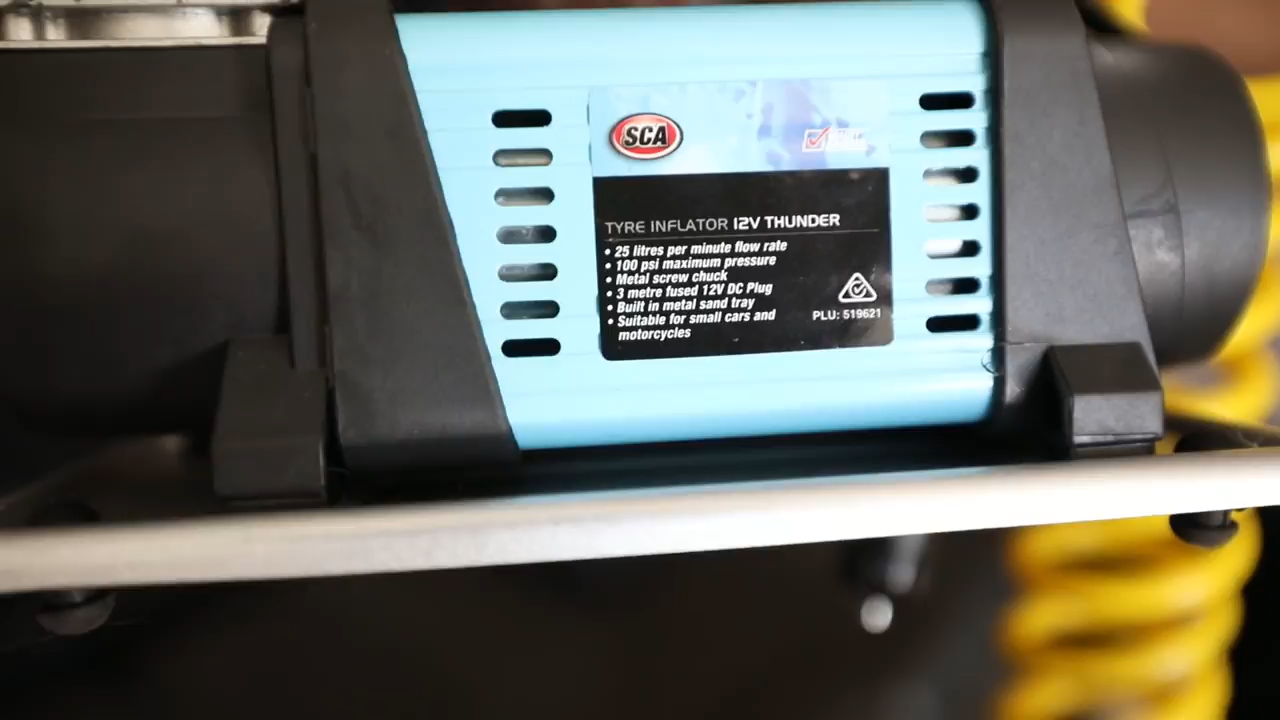 SCA
TYRE INFLATOR 12V THUNDER
• 25 litres per minute flow rate
• 100 psi maximum pressure
• Metal screw chuck
• 3 metre fused 12V DC Plug
• Built in metal sand tray
• Suitable for small cars and
motorcycles
PLU: 519621